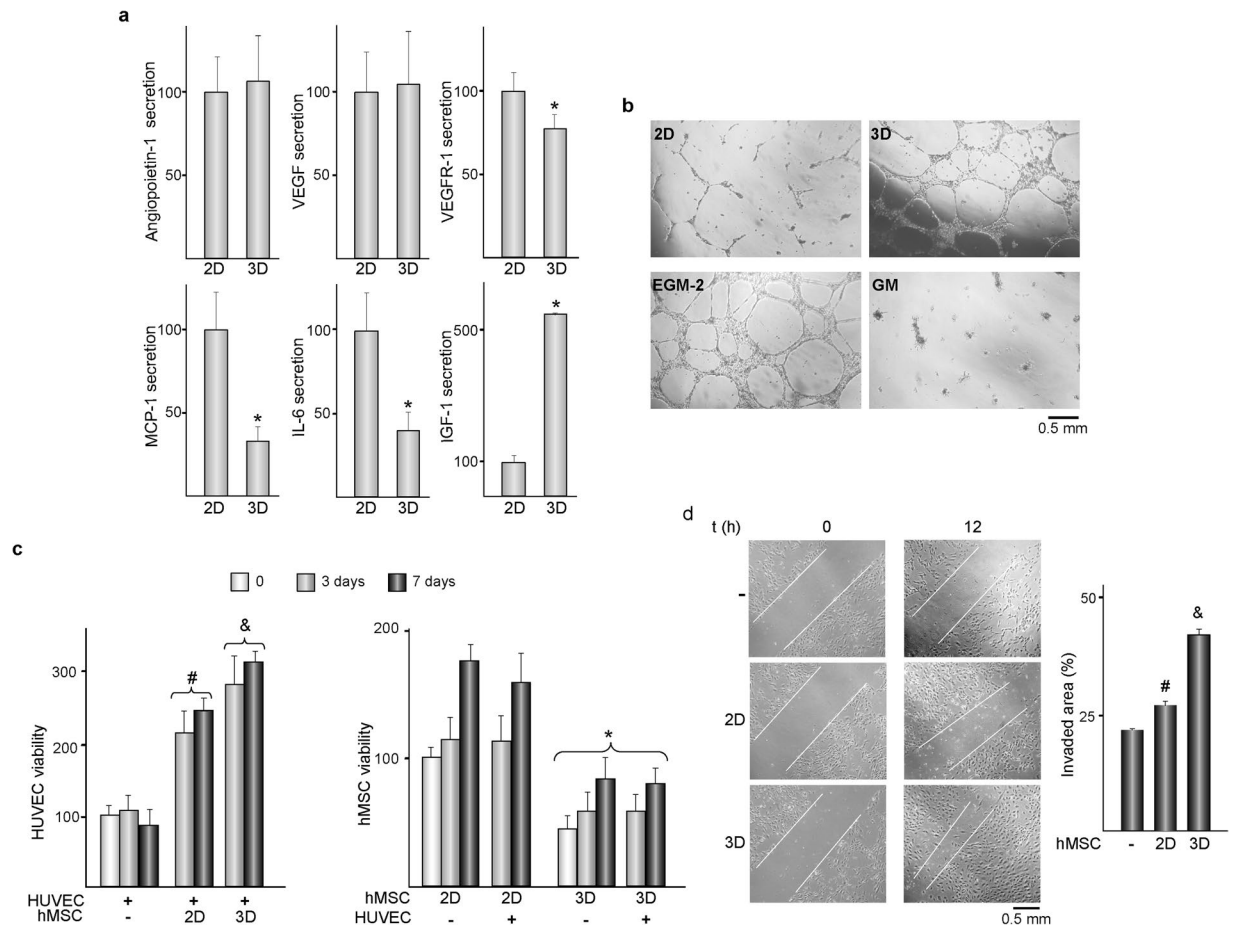 a
Angiopoietin-1 secretion
100
50
2D 3D
VEGF secretion
100
50
2D 3D
VEGFR-1 secretion
100
50
*
2D 3D
MCP-1 secretion
100
50
*
2D 3D
IL-6 secretion
100
50
*
2D 3D
IGF-1 secretion
500
100
*
2D 3D
b
2D
3D
EGM-2
GM
0.5 mm
c
0 3 days 7 days
HUVEC viability
300
200
100
#
&
HUVEC + + +
hMSC - 2D 3D
hMSC viability
200
100
*
hMSC 2D 2D 3D 3D
HUVEC - + - +
d
t (h) 0 12
-
2D
3D
0.5 mm
Invaded area (%)
50
25
#
&
hMSC - 2D 3D